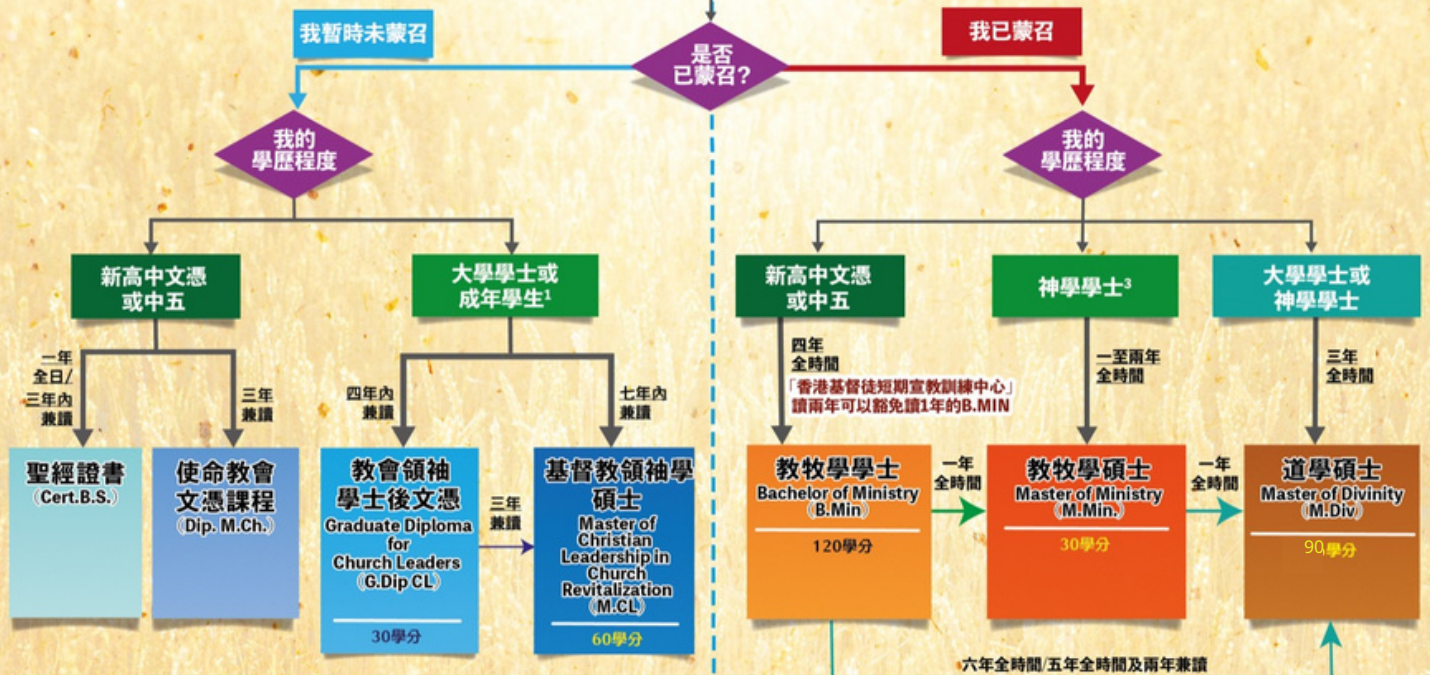 我暫時未蒙召
是否
已蒙召?
我已蒙召
我的
學歷程度
我的
學歷程度
新高中文憑
或中五
大學學士或
成年學生1
新高中文憑
或中五
神學學士3
大學學士或
神學學士
一年
全日/
三年內
兼讀
三年
兼讀
四年內
兼讀
七年內
兼讀
四年
全時間
「香港基督徒短期宣教訓練中心」
讀兩年可以豁免讀1年的B.MIN
一至兩年
全時間
三年
全時間
聖經證書
(Cert.B.S.)
使命教會
文憑課程
(Dip. M.Ch.)
教會領袖
學士後文憑
Graduate Diploma
for
Church Leaders
(G.Dip CL)
30學分
三年
兼讀
基督教領袖學
碩士
Master of
Christian
Leadership in
Church
Revitalization
(M.CL)
60學分
教牧學學士
Bachelor of Ministry
(B.Min)
120學分
一年
全時間
教牧學碩士
Master of Ministry
(M.Min.)
30學分
一年
全時間
道學碩士
Master of Divinity
(M.Div)
90學分
六年全時間/五年全時間及兩年兼讀